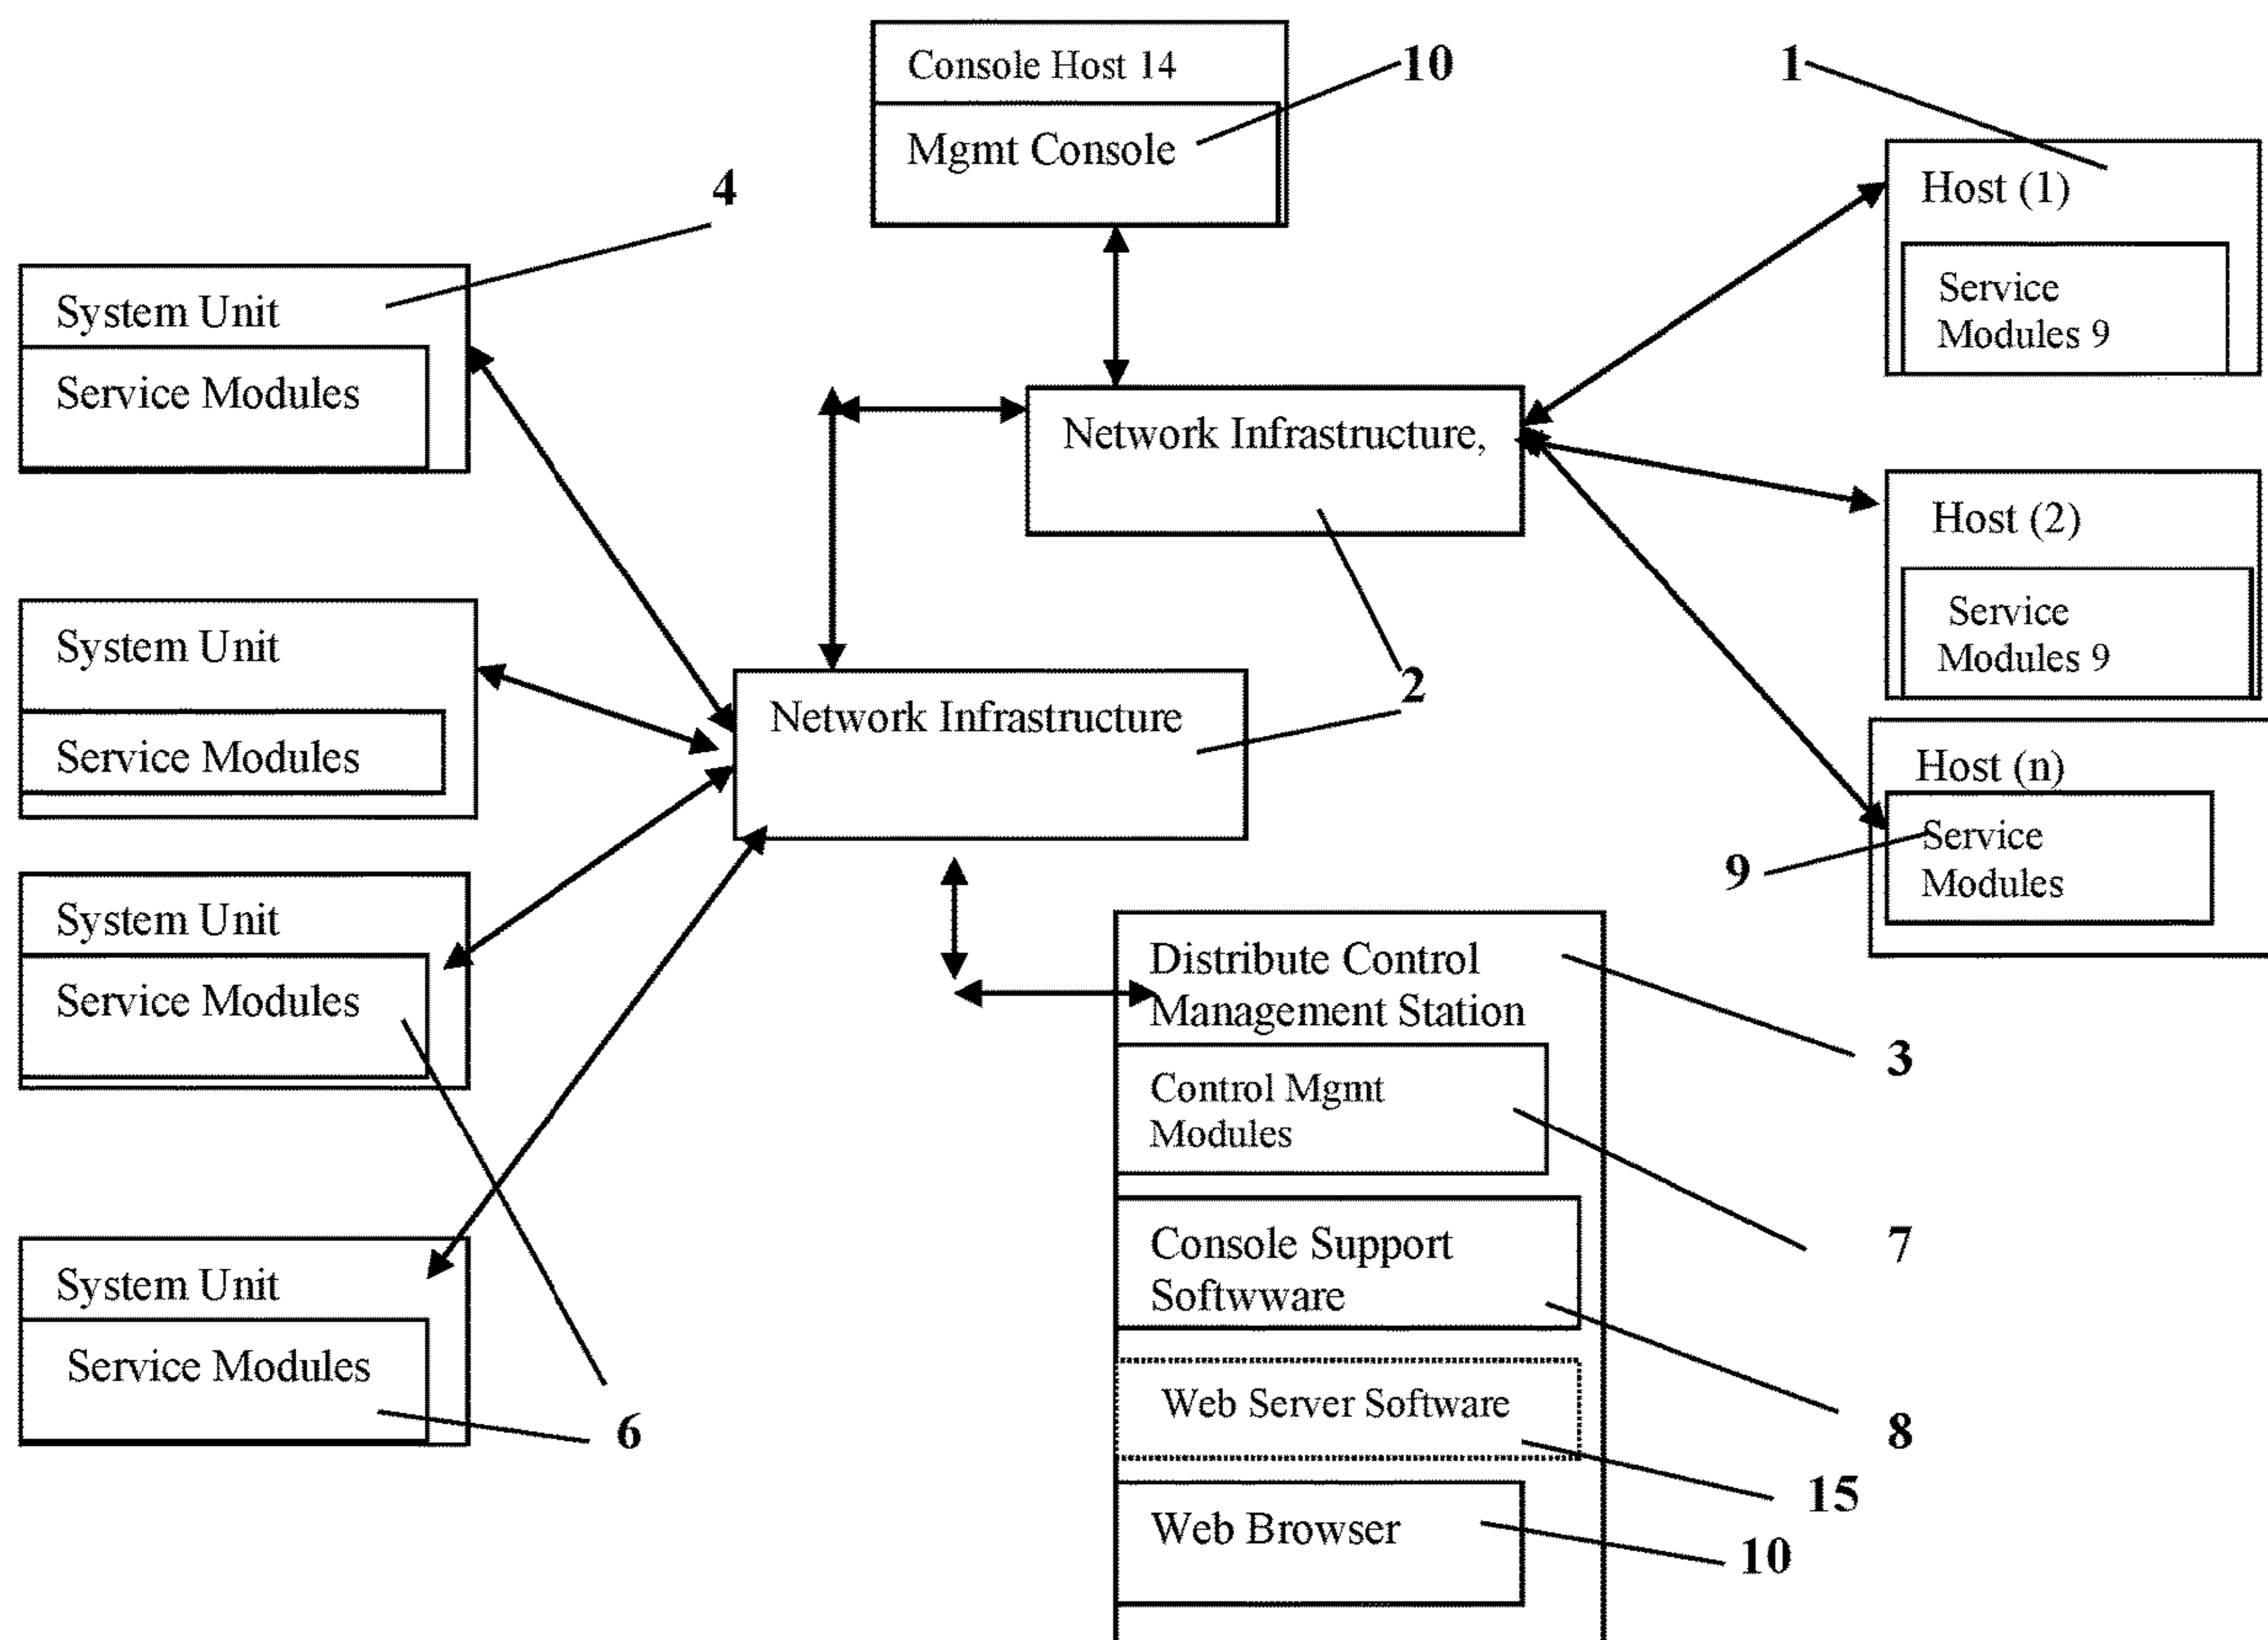 Console Host 14
Mgmt Console
10
1
4
System Unit
Service Modules
Host (1)
Service
Modules 9
Network Infrastructure,
Host (2)
Service
Modules 9
System Unit
Service Modules
Network Infrastructure
2
Host (n)
Service
Modules
9
System Unit
Service Modules
Distribute Control
Management Station
3
Control Mgmt
Modules
7
System Unit
Service Modules
6
Console Support
Softwware
8
Web Server Software
15
Web Browser
10